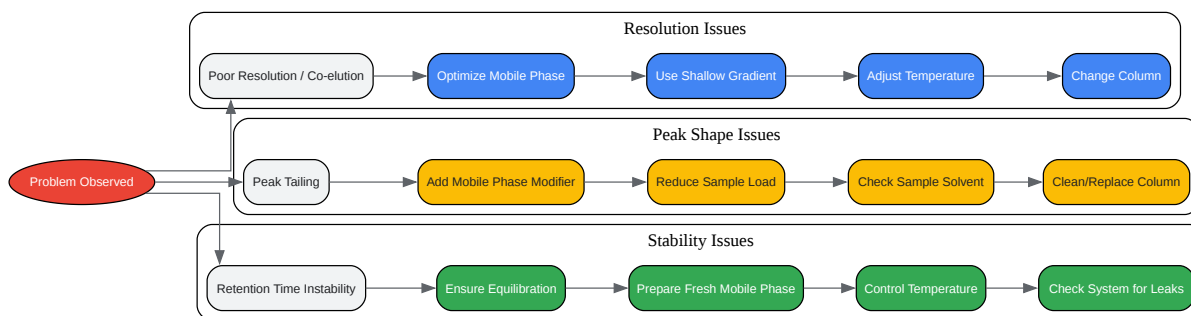 Resolution Issues
Poor Resolution / Co-elution
Optimize Mobile Phase
Use Shallow Gradient
Adjust Temperature
Change Column
Peak Shape Issues
Problem Observed
Peak Tailing
Add Mobile Phase Modifier
Reduce Sample Load
Check Sample Solvent
Clean/Replace Column
Stability Issues
Retention Time Instability
Ensure Equilibration
Prepare Fresh Mobile Phase
Control Temperature
Check System for Leaks